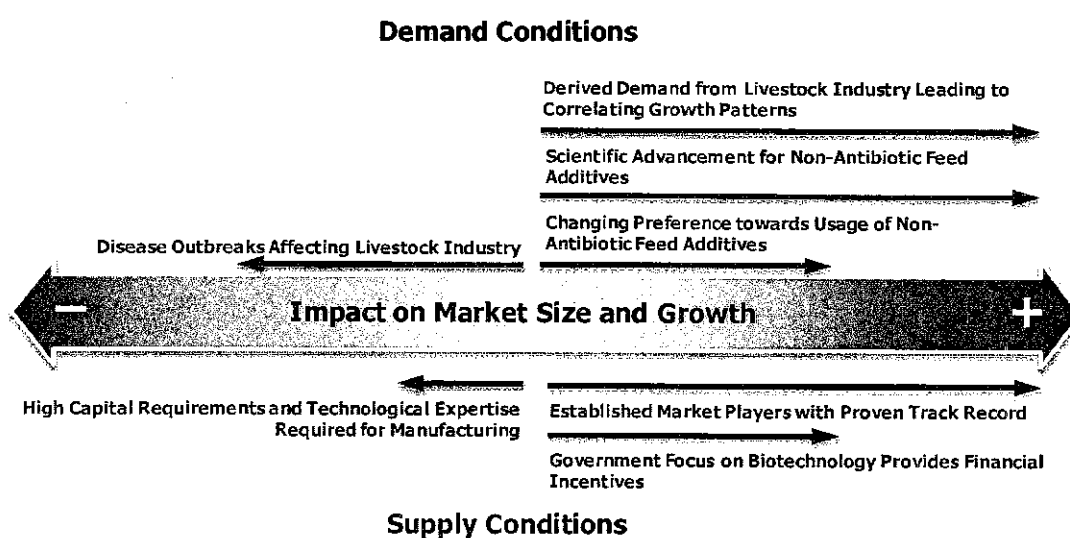 Demand Conditions
Derived Demand from Livestock Industry Leading to
Correlating Growth Patterns
Scientific Advancement for Non-Antibiotic Feed
Additives
Changing Preference towards Usage of Non-
Antibiotic Feed Additives
Disease Outbreaks Affecting Livestock Industry
− Impact on Market Size and Growth +
High Capital Requirements and Technological Expertise
Required for Manufacturing
Established Market Players with Proven Track Record
Government Focus on Biotechnology Provides Financial
Incentives
Supply Conditions